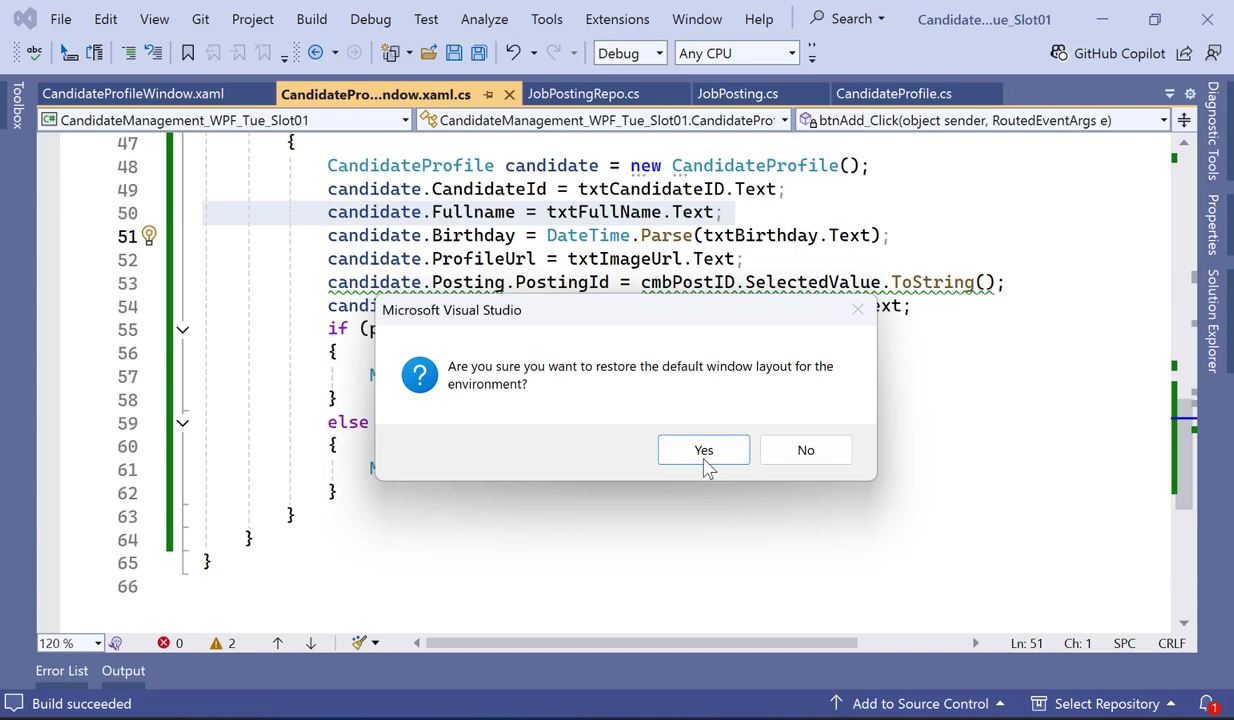 File Edit View Git Project Build Debug Test Analyze Tools Extensions Window Help Search Candidate...ue_Slot01
abc Debug Any CPU GitHub Copilot
CandidateProfileWindow.xaml CandidatePro...ndow.xaml.cs JobPostingRepo.cs JobPosting.cs CandidateProfile.cs
C# CandidateManagement_WPF_Tue_Slot01 CandidateManagement_WPF_Tue_Slot01.CandidateProf btnAdd_Click(object sender, RoutedEventArgs e)
Toolbox
Diagnostic Tools
Properties
Solution Explorer
47 {
48 CandidateProfile candidate = new CandidateProfile();
49 candidate.CandidateId = txtCandidateID.Text;
50 candidate.Fullname = txtFullName.Text;
51 candidate.Birthday = DateTime.Parse(txtBirthday.Text);
52 candidate.ProfileUrl = txtImageUrl.Text;
53 candidate.Posting.PostingId = cmbPostID.SelectedValue.ToString();
54 candi ext;
55 if (p
56 {
57 M
58 }
59 else
60 {
61 M
62 }
63 }
64 }
65 }
66
Microsoft Visual Studio
Are you sure you want to restore the default window layout for the
environment?
Yes No
120 % 0 2 Ln: 51 Ch: 1 SPC CRLF
Error List Output
Build succeeded Add to Source Control Select Repository 1